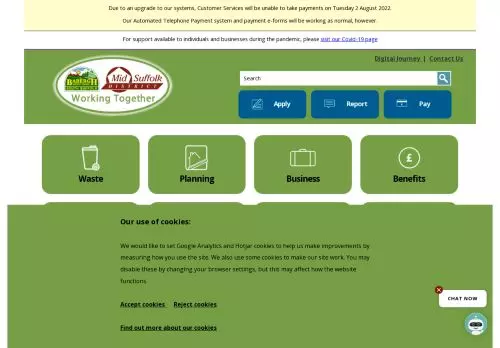 Due to an upgrade to our systems, Customer Services will be unable to take payments on Tuesday 2 August 2022.
Our Automated Telephone Payment system and payment e-forms will be working as normal, however.
For support available to individuals and businesses during the pandemic, please visit our Covid-19 page
Digital Journey | Contact Us
BABERGH
Mid Suffolk
DISTRICT
Working Together
Search
Apply
Report
Pay
Waste
Planning
Business
Benefits
Our use of cookies:
We would like to set Google Analytics and Hotjar cookies to help us make improvements by
measuring how you use the site. We also use some cookies to make our site work. You may
disable these by changing your browser settings, but this may affect how the website
functions
Accept cookies Reject cookies
Find out more about our cookies
CHAT NOW